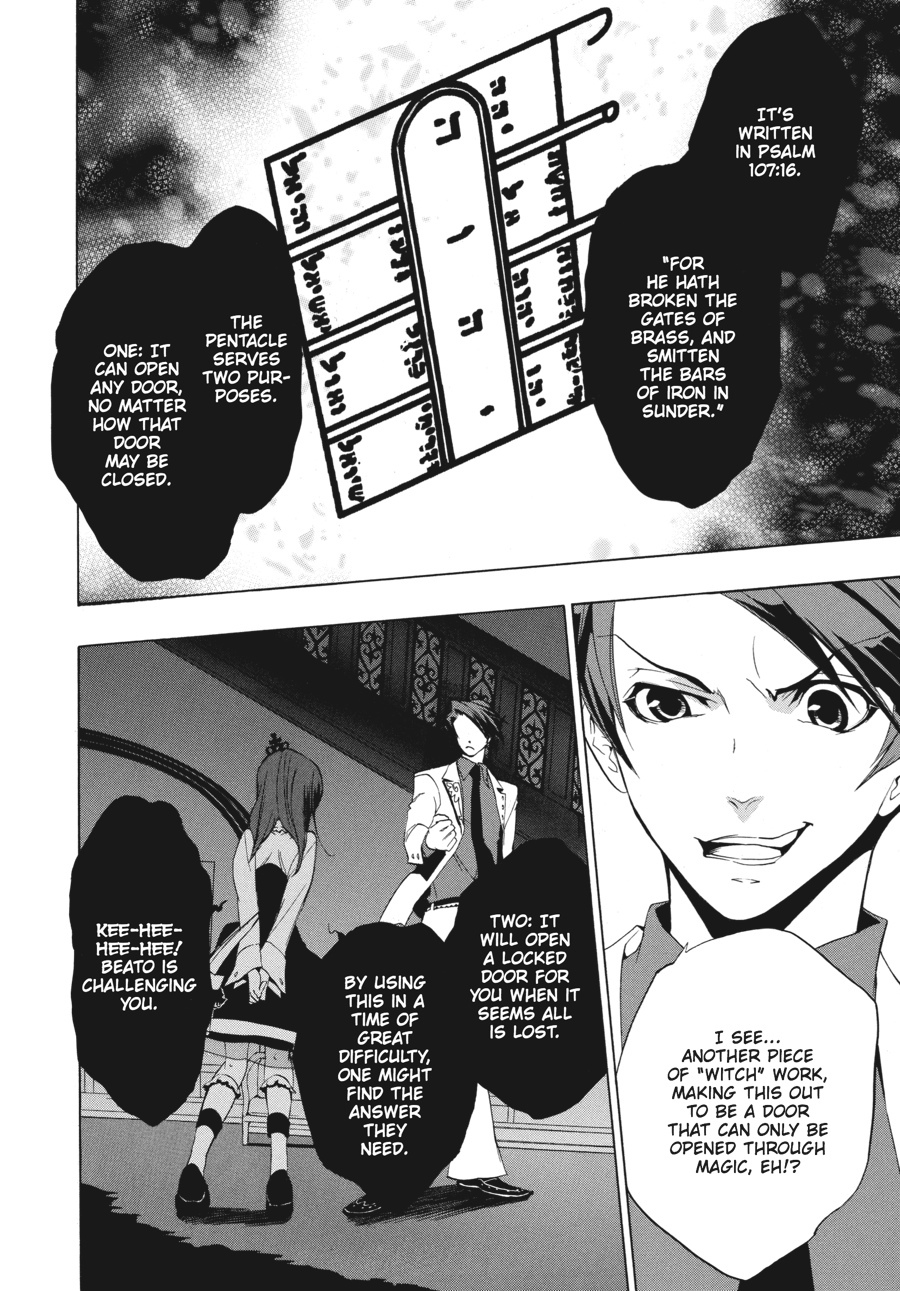 IT'S
WRITTEN
IN PSALM
107:16.
"FOR
HE HATH
BROKEN THE
GATES OF
BRASS, AND
SMITTEN
THE BARS
OF IRON IN
SUNDER."
THE
PENTACLE
SERVES
TWO PUR-
POSES.
ONE: IT
CAN OPEN
ANY DOOR,
NO MATTER
HOW THAT
DOOR
MAY BE
CLOSED.
I SEE...
ANOTHER PIECE
OF "WITCH" WORK,
MAKING THIS OUT
TO BE A DOOR
THAT CAN ONLY BE
OPENED THROUGH
MAGIC, EH!?
TWO: IT
WILL OPEN
A LOCKED
DOOR FOR
YOU WHEN IT
SEEMS ALL
IS LOST.
BY USING
THIS IN A
TIME OF
GREAT
DIFFICULTY,
ONE MIGHT
FIND THE
ANSWER
THEY
NEED.
KEE-HEE-
HEE-HEE!
BEATO IS
CHALLENGING
YOU.